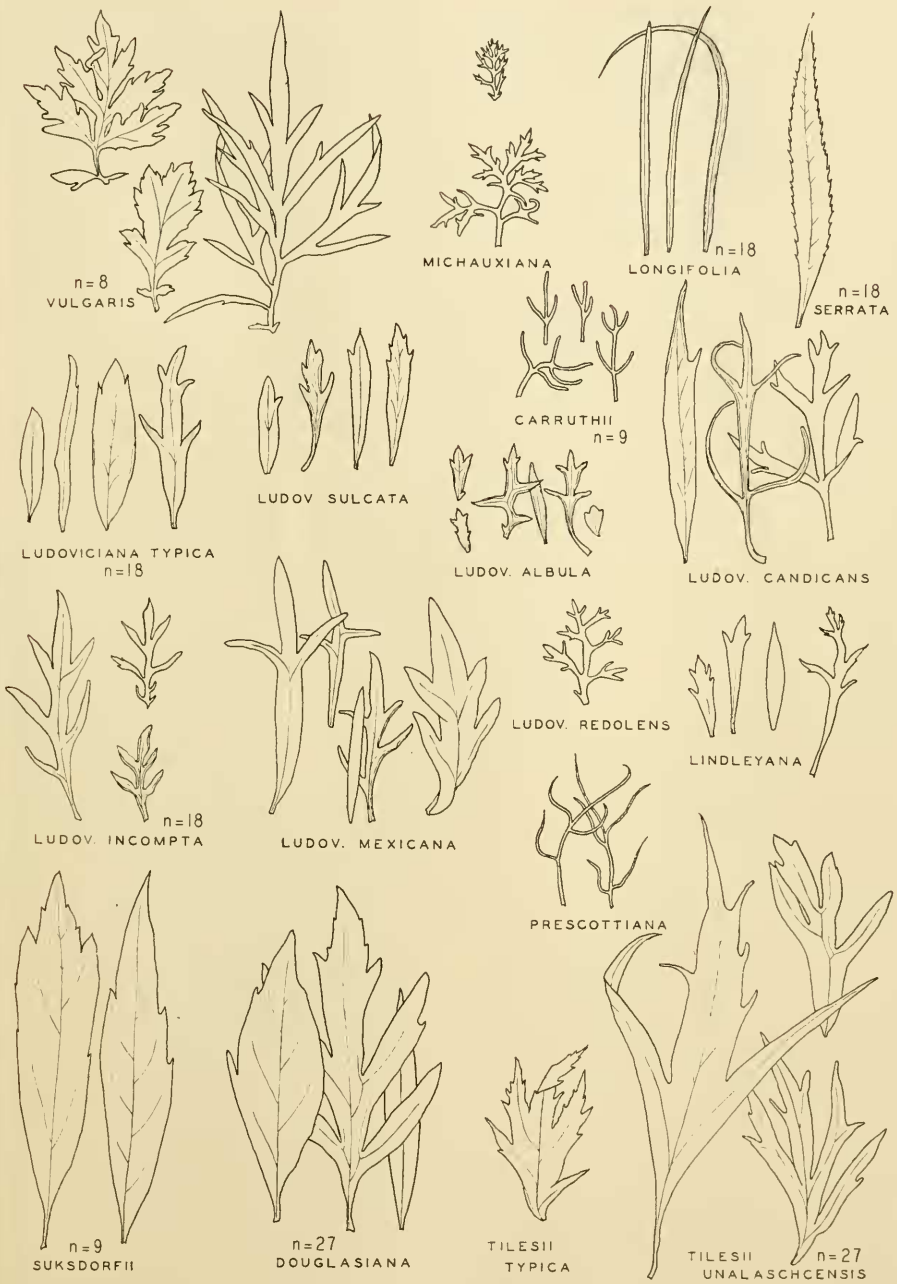 n=8
VULGARIS
MICHAUXIANA
n=18
LONGIFOLIA
n=18
SERRATA
LUDOVICIANA TYPICA
n=18
LUDOV SULCATA
CARRUTHII
n=9
LUDOV. ALBULA
LUDOV. CANDICANS
n=18
LUDOV. INCOMPTA
LUDOV. MEXICANA
LUDOV. REDOLENS
LINDLEYANA
PRESCOTTIANA
n=9
SUKSDORFII
n=27
DOUGLASIANA
TILESII
TYPICA
TILESII n=27
UNALASCHCENSIS